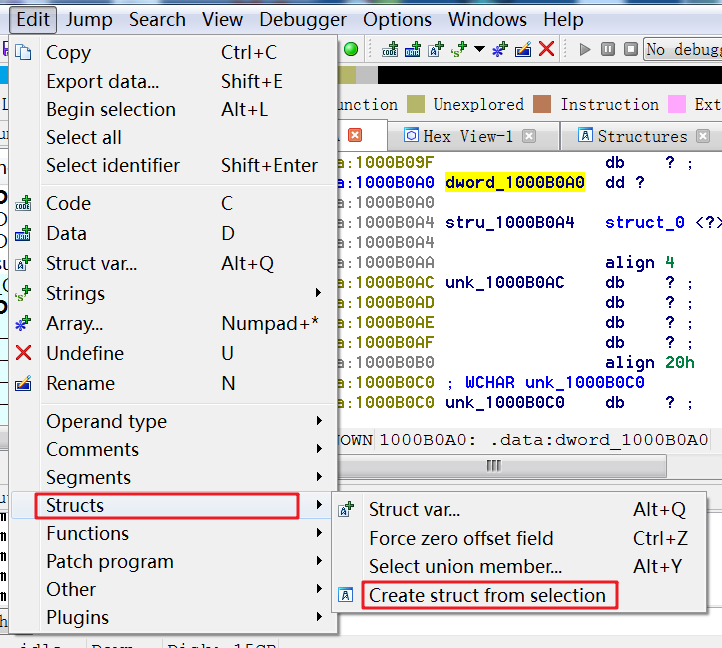 Edit Jump Search View Debugger Options Windows Help
Copy Ctrl+C
Export data... Shift+E
Begin selection Alt+L
Select all
Select identifier Shift+Enter
Code C
Data D
Struct var... Alt+Q
Strings
Array... Numpad+*
Undefine U
Rename N
Operand type
Comments
Segments
Structs
Functions
Patch program
Other
Plugins
Struct var... Alt+Q
Force zero offset field Ctrl+Z
Select union member... Alt+Y
Create struct from selection
No debugg
unction Unexplored Instruction Ext
Hex View-1 Structures
a:1000B09F db ? ;
a:1000B0A0 dword_1000B0A0 dd ?
a:1000B0A0
a:1000B0A4 stru_1000B0A4 struct_0 <?>
a:1000B0A4
a:1000B0AA align 4
a:1000B0AC unk_1000B0AC db ? ;
a:1000B0AD db ? ;
a:1000B0AE db ? ;
a:1000B0AF db ? ;
a:1000B0B0 align 20h
a:1000B0C0 ; WCHAR unk_1000B0C0
a:1000B0C0 unk_1000B0C0 db ? ;
NOWN 1000B0A0: .data:dword_1000B0A0